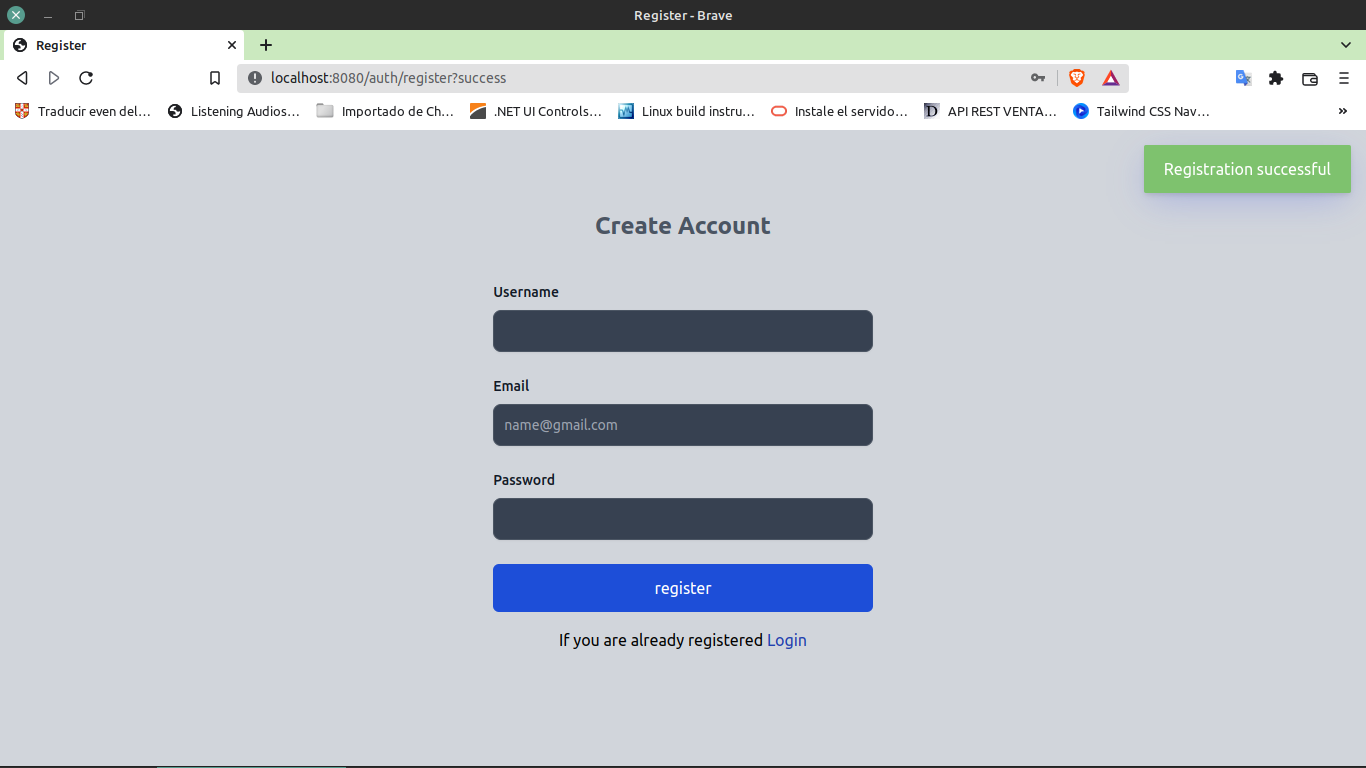 Register - Brave
Register
localhost:8080/auth/register?success
Traducir even del... Listening Audios... Importado de Ch... .NET UI Controls... Linux build instru... Instale el servido... API REST VENTA... Tailwind CSS Nav... »
Registration successful
Create Account
Username
Email
name@gmail.com
Password
register
If you are already registered Login